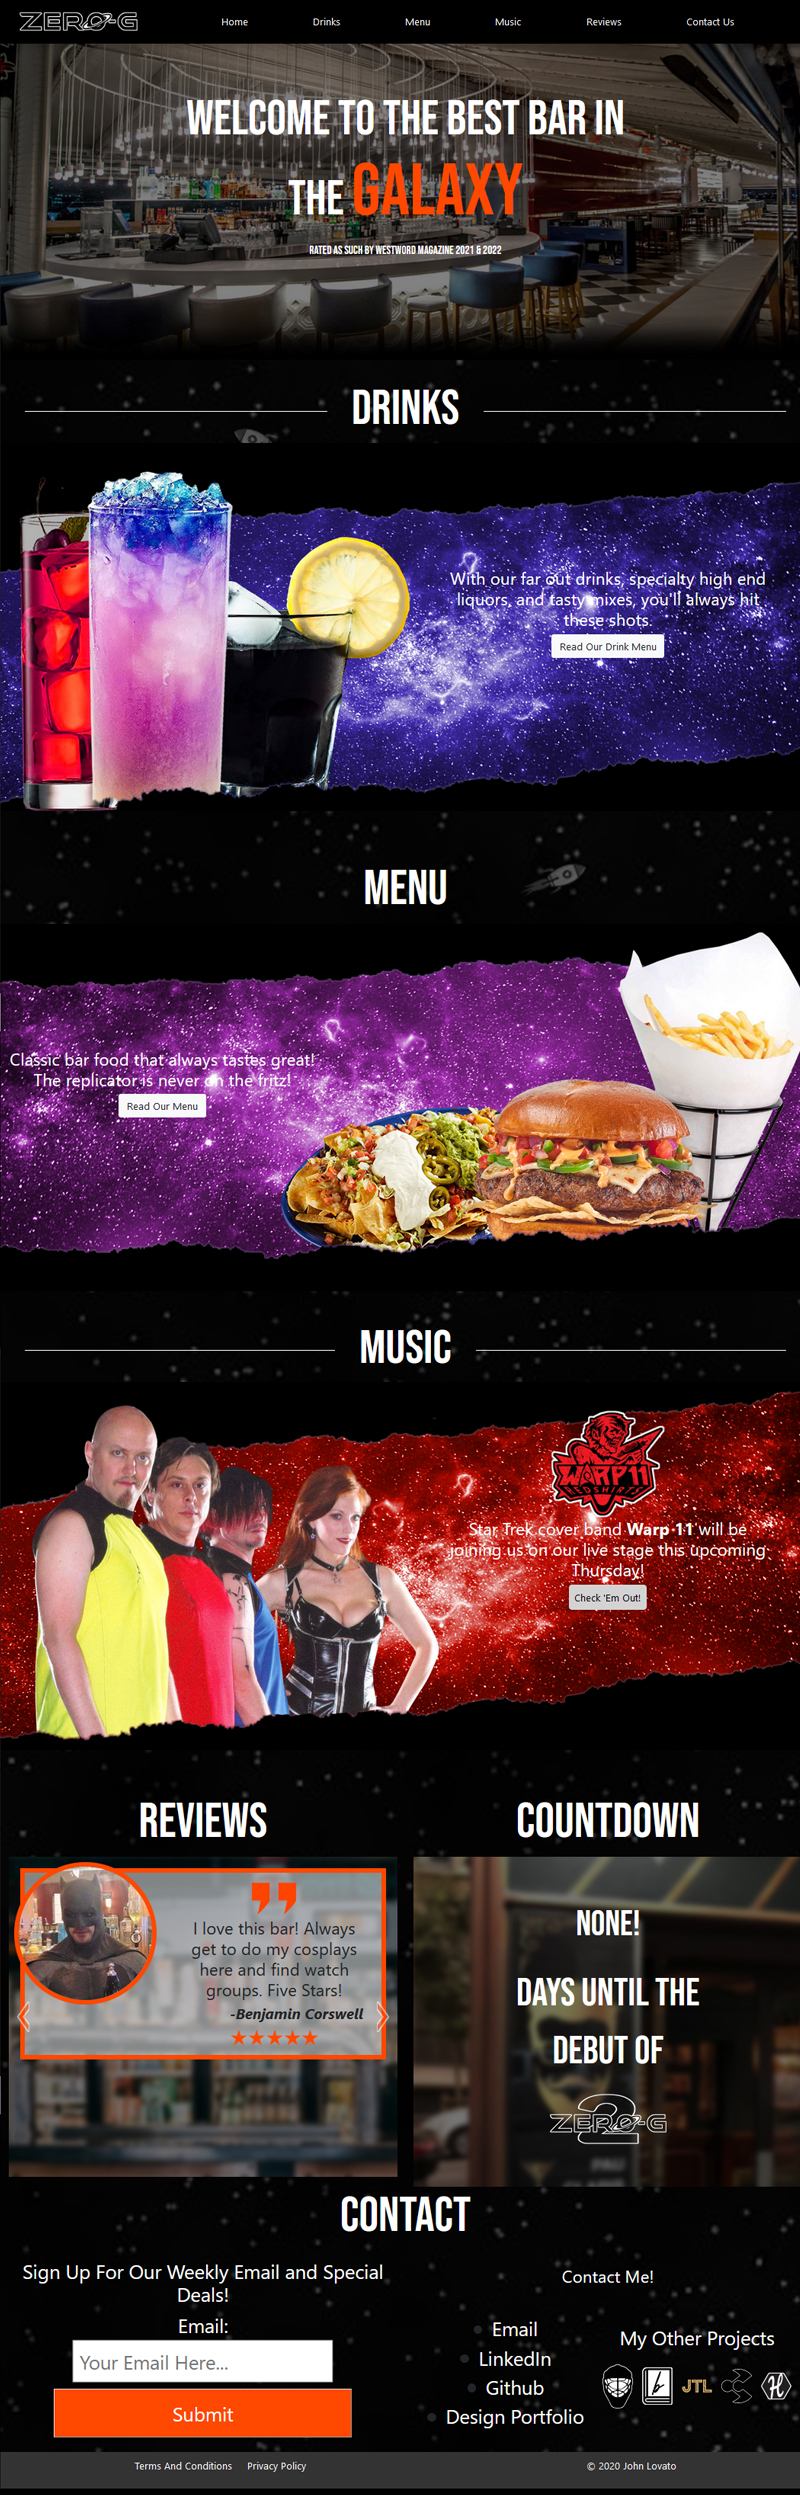 ZERO-G
Home
Drinks
Menu
Music
Reviews
Contact Us
WELCOME TO THE BEST BAR IN
THE GALAXY
RATED AS SUCH BY WESTWORD MAGAZINE 2021 & 2022
DRINKS
With our far out drinks, specialty high end
liquors, and tasty mixes, you'll always hit
these shots.
Read Our Drink Menu
MENU
Classic bar food that always tastes great!
The replicator is never on the fritz!
Read Our Menu
MUSIC
WARP 11
REDSHIRTS
Star Trek cover band Warp 11 will be
joining us on our live stage this upcoming
Thursday!
Check 'Em Out!
REVIEWS
I love this bar! Always
get to do my cosplays
here and find watch
groups. Five Stars!
-Benjamin Corswell
COUNTDOWN
NONE!
DAYS UNTIL THE
DEBUT OF
ZERO-G
2
CONTACT
Sign Up For Our Weekly Email and Special
Deals!
Email:
Your Email Here...
Submit
Contact Me!
Email
LinkedIn
Github
Design Portfolio
My Other Projects
b
JTL
H
Terms And Conditions
Privacy Policy
© 2020 John Lovato